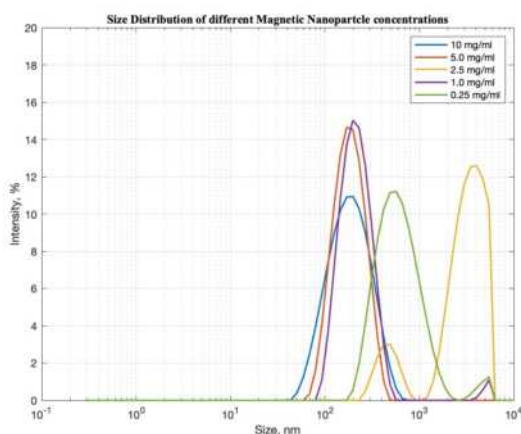 Size Distribution of different Magnetic Nanopartcle concentrations
20
18
16
14
12
10
8
6
4
2
0
Intensity, %
10 mg/ml
5.0 mg/ml
2.5 mg/ml
1.0 mg/ml
0.25 mg/ml
10⁻¹ 10⁰ 10¹ 10² 10³ 10⁴
Size, nm